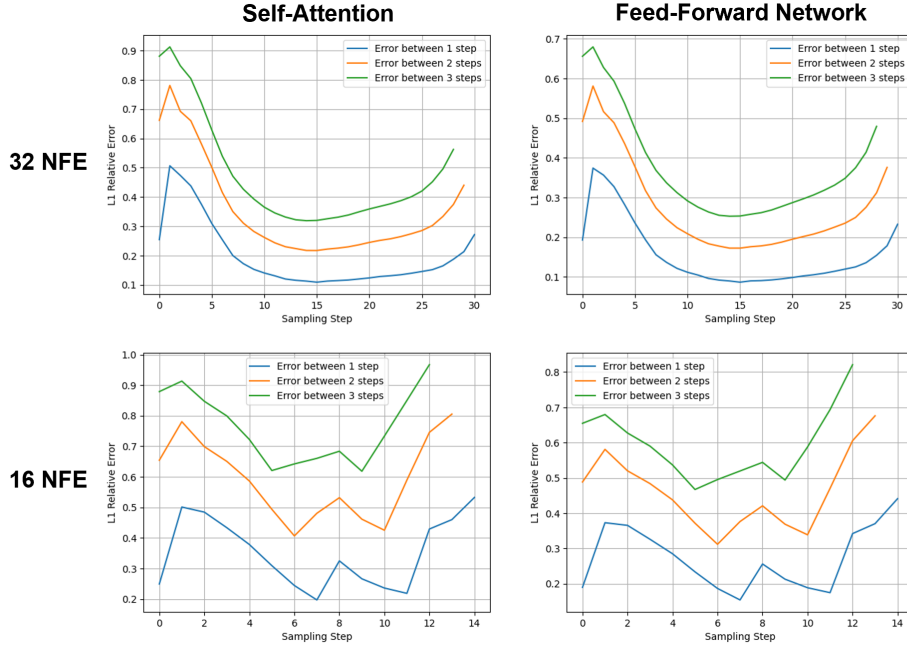 Self-Attention
Feed-Forward Network
32 NFE
L1 Relative Error
0.9
0.8
0.7
0.6
0.5
0.4
0.3
0.2
0.1
Error between 1 step
Error between 2 steps
Error between 3 steps
0 5 10 15 20 25 30
Sampling Step
L1 Relative Error
0.7
0.6
0.5
0.4
0.3
0.2
0.1
Error between 1 step
Error between 2 steps
Error between 3 steps
0 5 10 15 20 25 30
Sampling Step
16 NFE
L1 Relative Error
1.0
0.9
0.8
0.7
0.6
0.5
0.4
0.3
0.2
Error between 1 step
Error between 2 steps
Error between 3 steps
0 2 4 6 8 10 12 14
Sampling Step
L1 Relative Error
0.8
0.7
0.6
0.5
0.4
0.3
0.2
Error between 1 step
Error between 2 steps
Error between 3 steps
0 2 4 6 8 10 12 14
Sampling Step